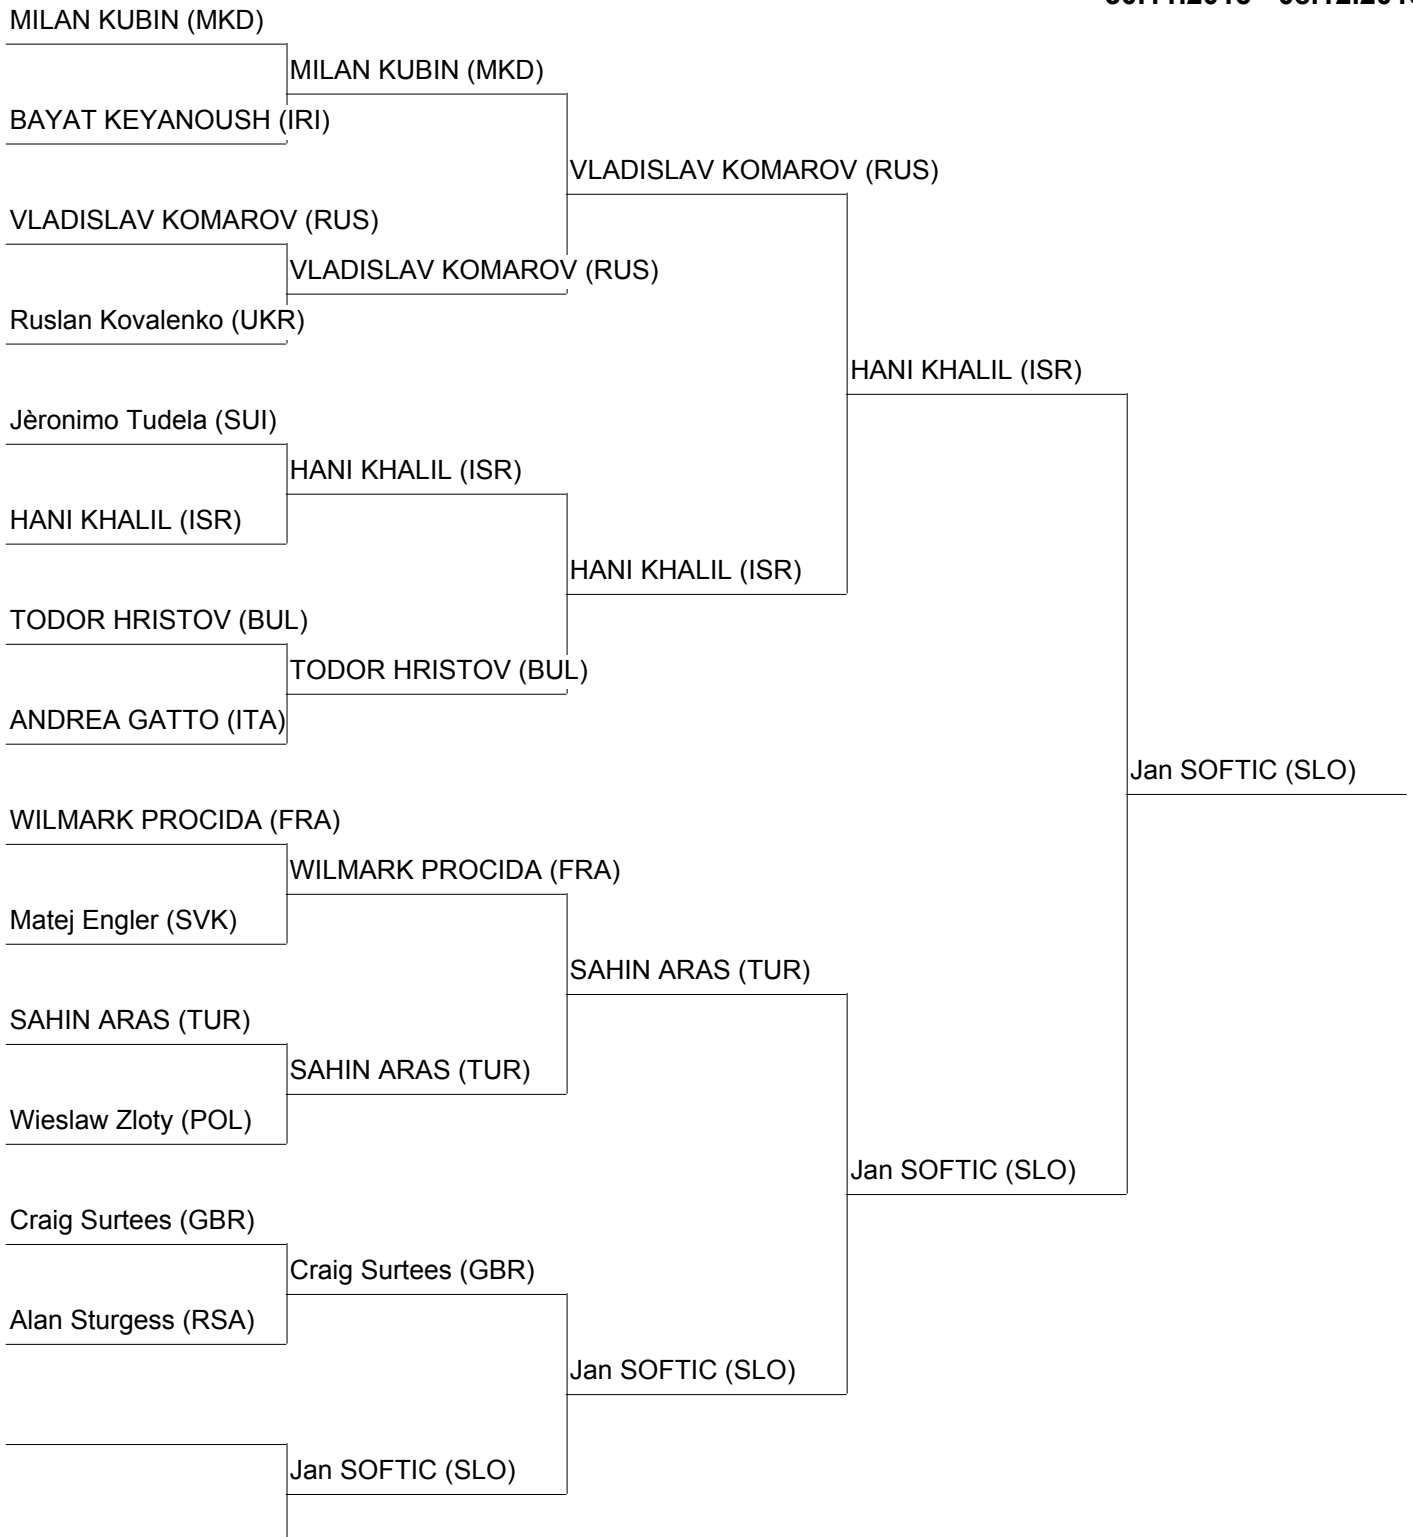 MILAN KUBIN (MKD)
MILAN KUBIN (MKD)
BAYAT KEYANOUSH (IRI)
VLADISLAV KOMAROV (RUS)
VLADISLAV KOMAROV (RUS)
VLADISLAV KOMAROV (RUS)
Ruslan Kovalenko (UKR)
HANI KHALIL (ISR)
Jèronimo Tudela (SUI)
HANI KHALIL (ISR)
HANI KHALIL (ISR)
HANI KHALIL (ISR)
TODOR HRISTOV (BUL)
TODOR HRISTOV (BUL)
ANDREA GATTO (ITA)
Jan SOFTIC (SLO)
WILMARK PROCIDA (FRA)
WILMARK PROCIDA (FRA)
Matej Engler (SVK)
SAHIN ARAS (TUR)
SAHIN ARAS (TUR)
SAHIN ARAS (TUR)
Wieslaw Zloty (POL)
Jan SOFTIC (SLO)
Craig Surtees (GBR)
Craig Surtees (GBR)
Alan Sturgess (RSA)
Jan SOFTIC (SLO)
Jan SOFTIC (SLO)